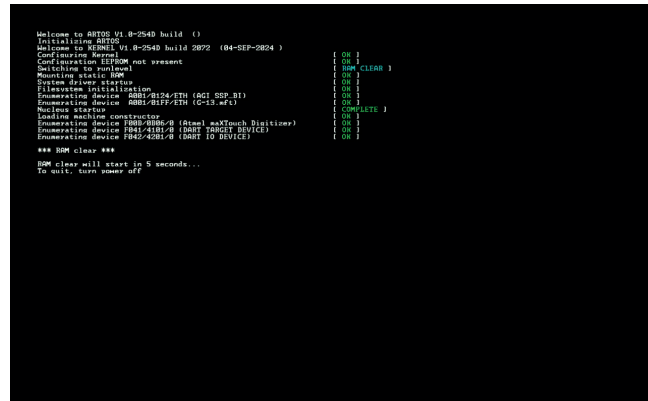 Welcome to ARTOS V1.0-254D build  ()
Initializing ARTOS
Welcome to KERNEL V1.0-254D build 2072  (04-SEP-2024 )
Configuring Kernel [ OK ]
Configuration EEPROM not present [ OK ]
Switching to runlevel [ RAM CLEAR ]
Mounting static RAM [ OK ]
System driver startup [ OK ]
Filesystem initialization [ OK ]
Enumerating device  A001/0124/ETH (AGI SSP_BI) [ OK ]
Enumerating device  A001/01FF/ETH (G-13.mft) [ OK ]
Nucleus startup [ COMPLETE ]
Loading machine constructor [ OK ]
Enumerating device F00D/0006/0 (Atmel maXTouch Digitizer) [ OK ]
Enumerating device F041/4101/0 (DART TARGET DEVICE) [ OK ]
Enumerating device F042/4201/0 (DART IO DEVICE) [ OK ]
*** RAM clear ***
RAM clear will start in 5 seconds...
To quit, turn power off